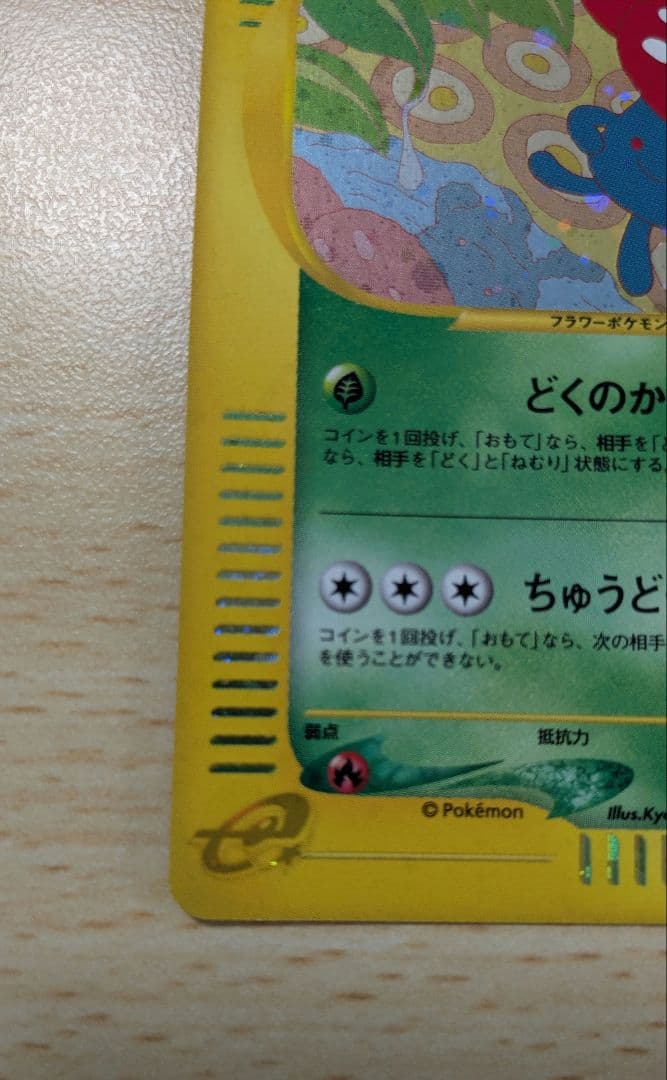 フラワーポケモン
どくのか
コインを1回投げ、「おもて」なら、相手を「ど
なら、相手を「どく」と「ねむり」状態にする。
ちゅうど
コインを1回投げ、「おもて」なら、次の相手
を使うことができない。
弱点 抵抗力
© Pokémon Illus.Kyo
e